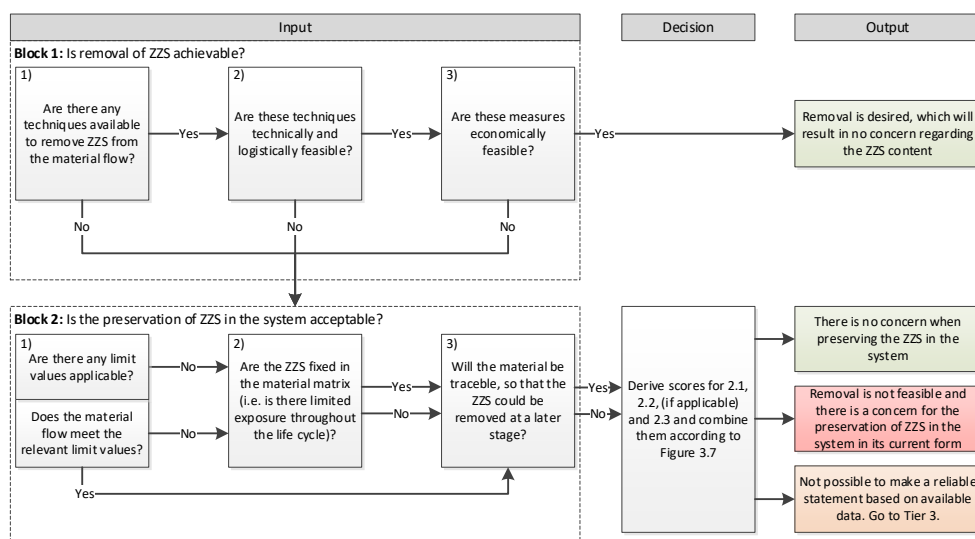 Input
Decision
Output
Block 1: Is removal of ZZS achievable?
1)
Are there any
techniques available
to remove ZZS from
the material flow?
Yes
2)
Are these techniques
technically and
logistically feasible?
Yes
3)
Are these measures
economically
feasible?
Yes
Removal is desired, which will
result in no concern regarding
the ZZS content
No
No
No
Block 2: Is the preservation of ZZS in the system acceptable?
1)
Are there any limit
values applicable?
No
Does the material
flow meet the
relevant limit values?
No
Yes
2)
Are the ZZS fixed in
the material matrix
(i.e. is there limited
exposure throughout
the life cycle)?
Yes
No
3)
Will the material be
traceble, so that the
ZZS could be
removed at a later
stage?
Yes
No
Derive scores for 2.1,
2.2, (if applicable)
and 2.3 and combine
them according to
Figure 3.7
There is no concern when
preserving the ZZS in the
system
Removal is not feasible and
there is a concern for the
preservation of ZZS in the
system in its current form
Not possible to make a reliable
statement based on available
data. Go to Tier 3.